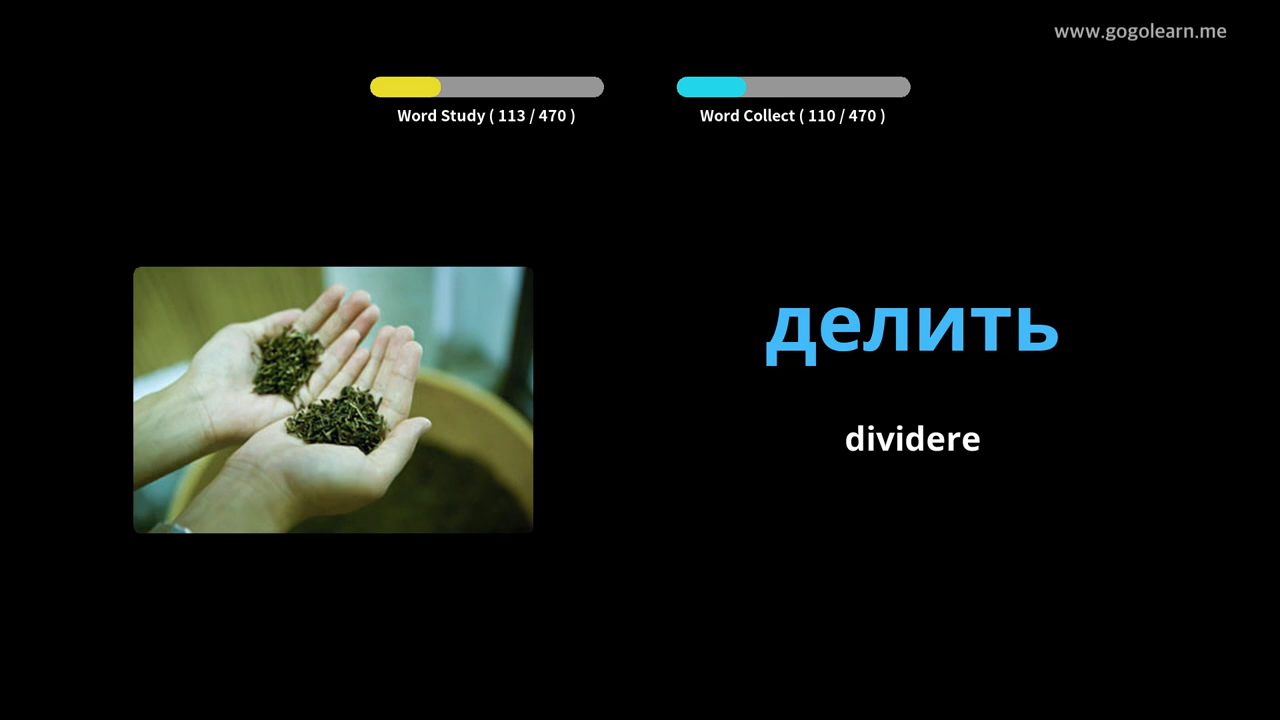 www.gogolearn.me
Word Study ( 113 / 470 )
Word Collect ( 110 / 470 )
делить
dividere